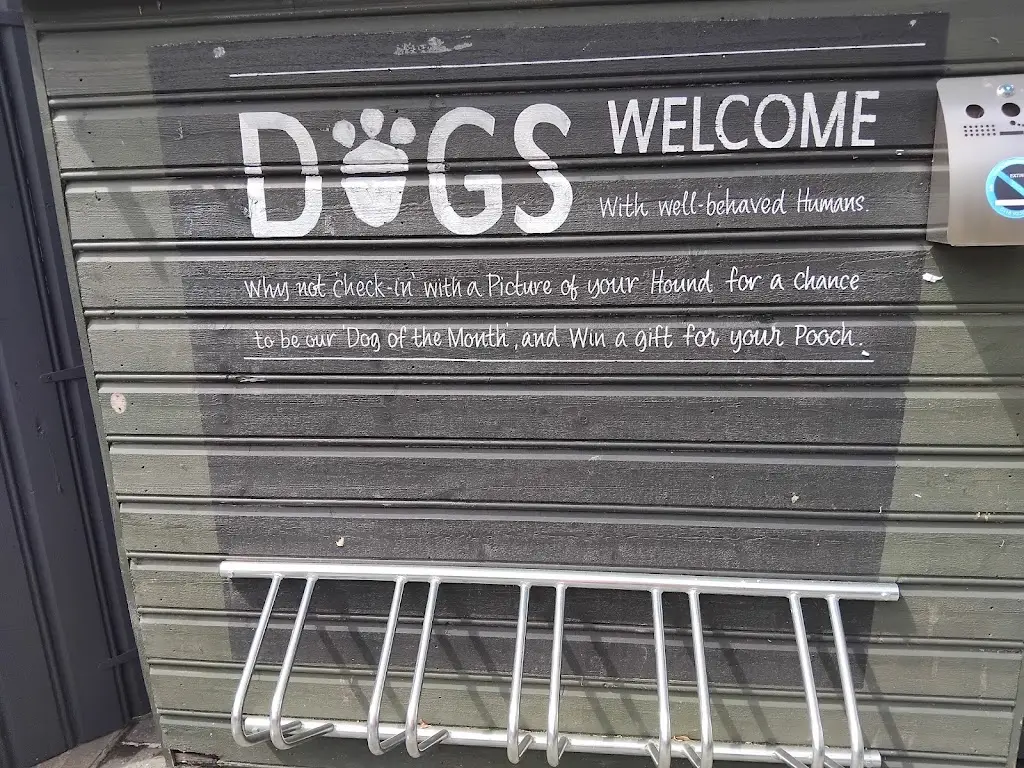 DOGS WELCOME
With well-behaved Humans.
Why not 'check-in' with a Picture of your Hound for a chance
to be our 'Dog of the Month', and Win a gift for your Pooch.